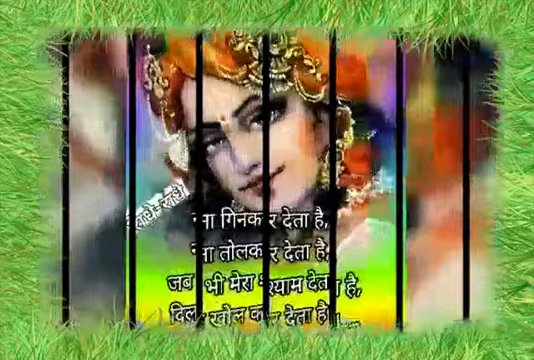 राधे-राधे
ना गिनकर देता है,
ना तोलकर देता है,
जब भी मेरा श्याम देता है,
दिल खोल कर देता है